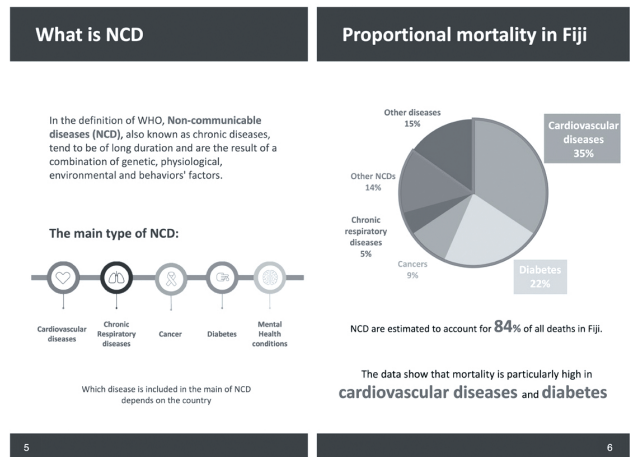 What is NCD
In the definition of WHO, Non-communicable
diseases (NCD), also known as chronic diseases,
tend to be of long duration and are the result of a
combination of genetic, physiological,
environmental and behaviors' factors.
The main type of NCD:
Cardiovascular
diseases
Chronic
Respiratory
diseases
Cancer
Diabetes
Mental
Health
conditions
Which disease is included in the main of NCD
depends on the country
5
Proportional mortality in Fiji
Other diseases
15%
Cardiovascular
diseases
35%
Other NCDs
14%
Chronic
respiratory
diseases
5%
Cancers
9%
Diabetes
22%
NCD are estimated to account for 84% of all deaths in Fiji.
The data show that mortality is particularly high in
cardiovascular diseases and diabetes
6